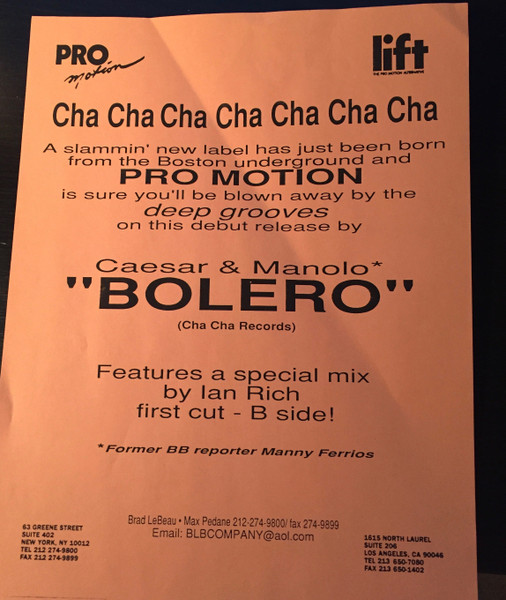 PRO
motion
lift
THE PRO MOTION ALTERNATIVE
Cha Cha Cha Cha Cha Cha Cha
A slammin' new label has just been born
from the Boston underground and
PRO MOTION
is sure you'll be blown away by the
deep grooves
on this debut release by
Caesar & Manolo*
"BOLERO"
(Cha Cha Records)
Features a special mix
by Ian Rich
first cut - B side!
*Former BB reporter Manny Ferrios
Brad LeBeau • Max Pedane 212-274-9800/ fax 274-9899
Email: BLBCOMPANY@aol.com
63 GREENE STREET
SUITE 402
NEW YORK, NY 10012
TEL 212 274-9800
FAX 212 274-9899
1615 NORTH LAUREL
SUITE 206
LOS ANGELES, CA 90046
TEL 213 650-7080
FAX 213 650-1402